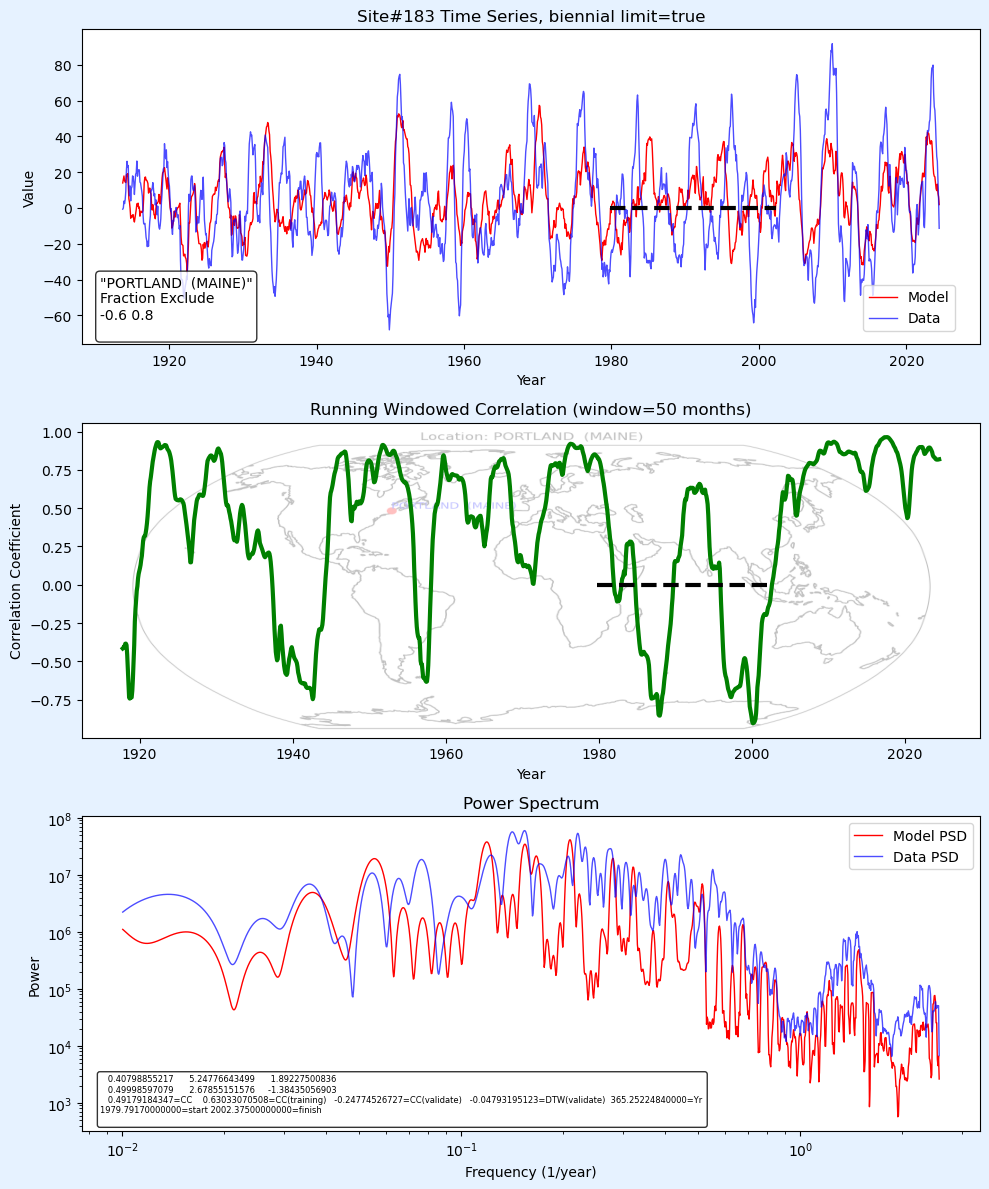 Site#183 Time Series, biennial limit=true
Value
80
60
40
20
0
−20
−40
−60
"PORTLAND  (MAINE)"
Fraction Exclude
-0.6 0.8
Model
Data
1920 1940 1960 1980 2000 2020
Year
Running Windowed Correlation (window=50 months)
Correlation Coefficient
1.00
0.75
0.50
0.25
0.00
−0.25
−0.50
−0.75
Location: PORTLAND  (MAINE)
PORTLAND  (MAINE)
1920 1940 1960 1980 2000 2020
Year
Power Spectrum
Power
10^8
10^7
10^6
10^5
10^4
10^3
Model PSD
Data PSD
0.40798855217 5.24776643499 1.89227500836
0.49998597079 2.67855151576 -1.38435056903
0.49179184347=CC 0.63033070508=CC(training) -0.24774526727=CC(validate) -0.04793195123=DTW(validate) 365.25224840000=Yr
1979.79170000000=start 2002.37500000000=finish
10^−2 10^−1 10^0
Frequency (1/year)